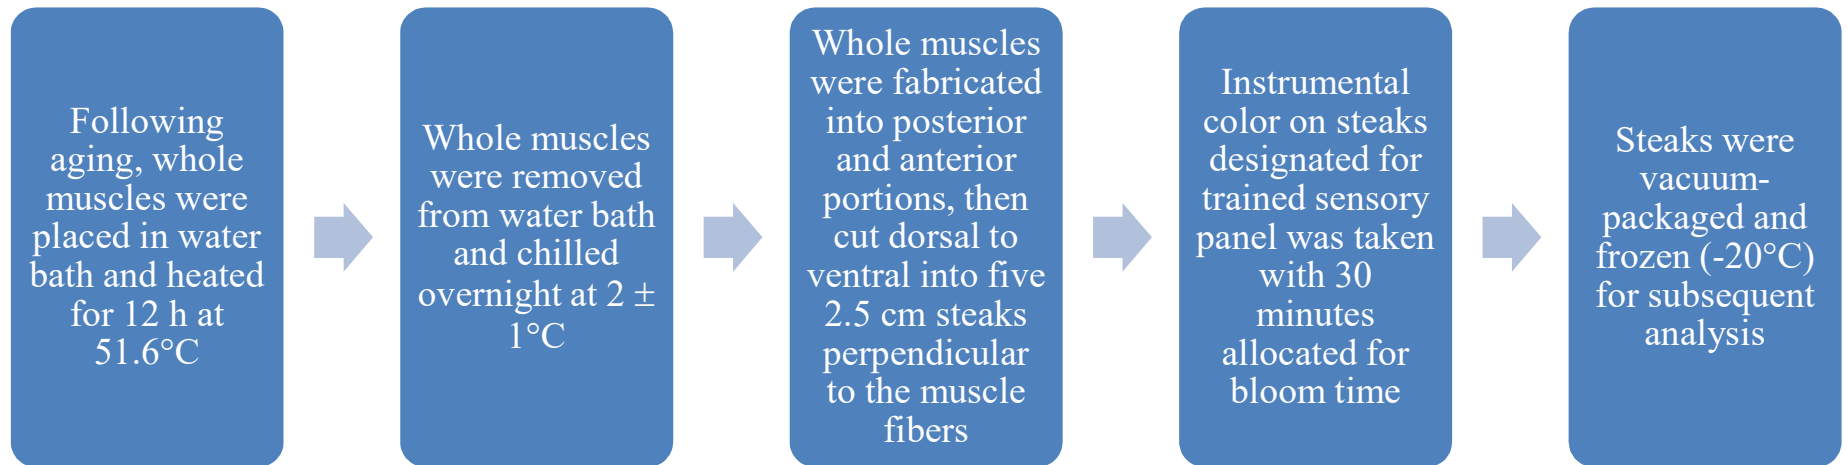 Following
aging, whole
muscles were
placed in water
bath and heated
for 12 h at
51.6°C
Whole muscles
were removed
from water bath
and chilled
overnight at 2 ±
1°C
Whole muscles
were fabricated
into posterior
and anterior
portions, then
cut dorsal to
ventral into five
2.5 cm steaks
perpendicular
to the muscle
fibers
Instrumental
color on steaks
designated for
trained sensory
panel was taken
with 30
minutes
allocated for
bloom time
Steaks were
vacuum-
packaged and
frozen (-20°C)
for subsequent
analysis